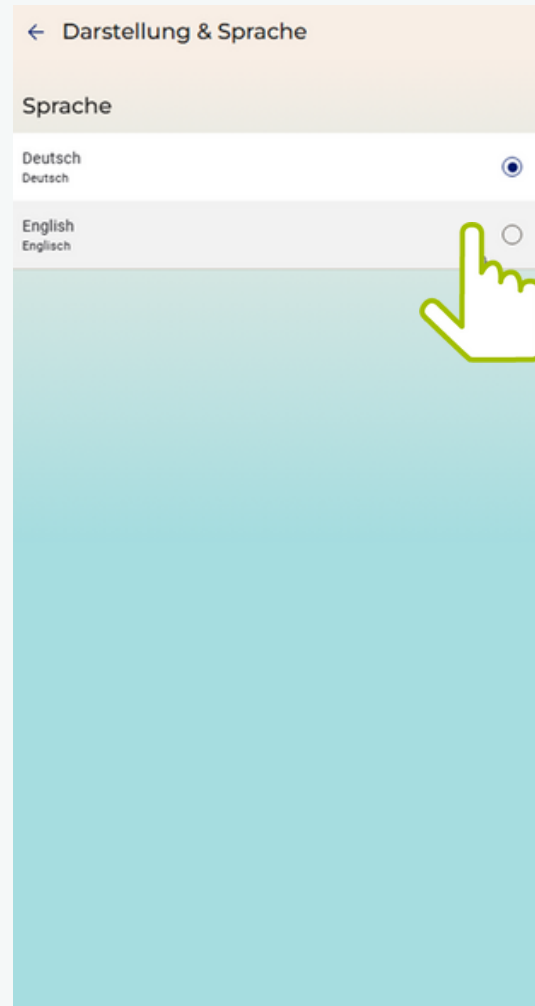 Darstellung & Sprache
Sprache
Deutsch
Deutsch
English
Englisch